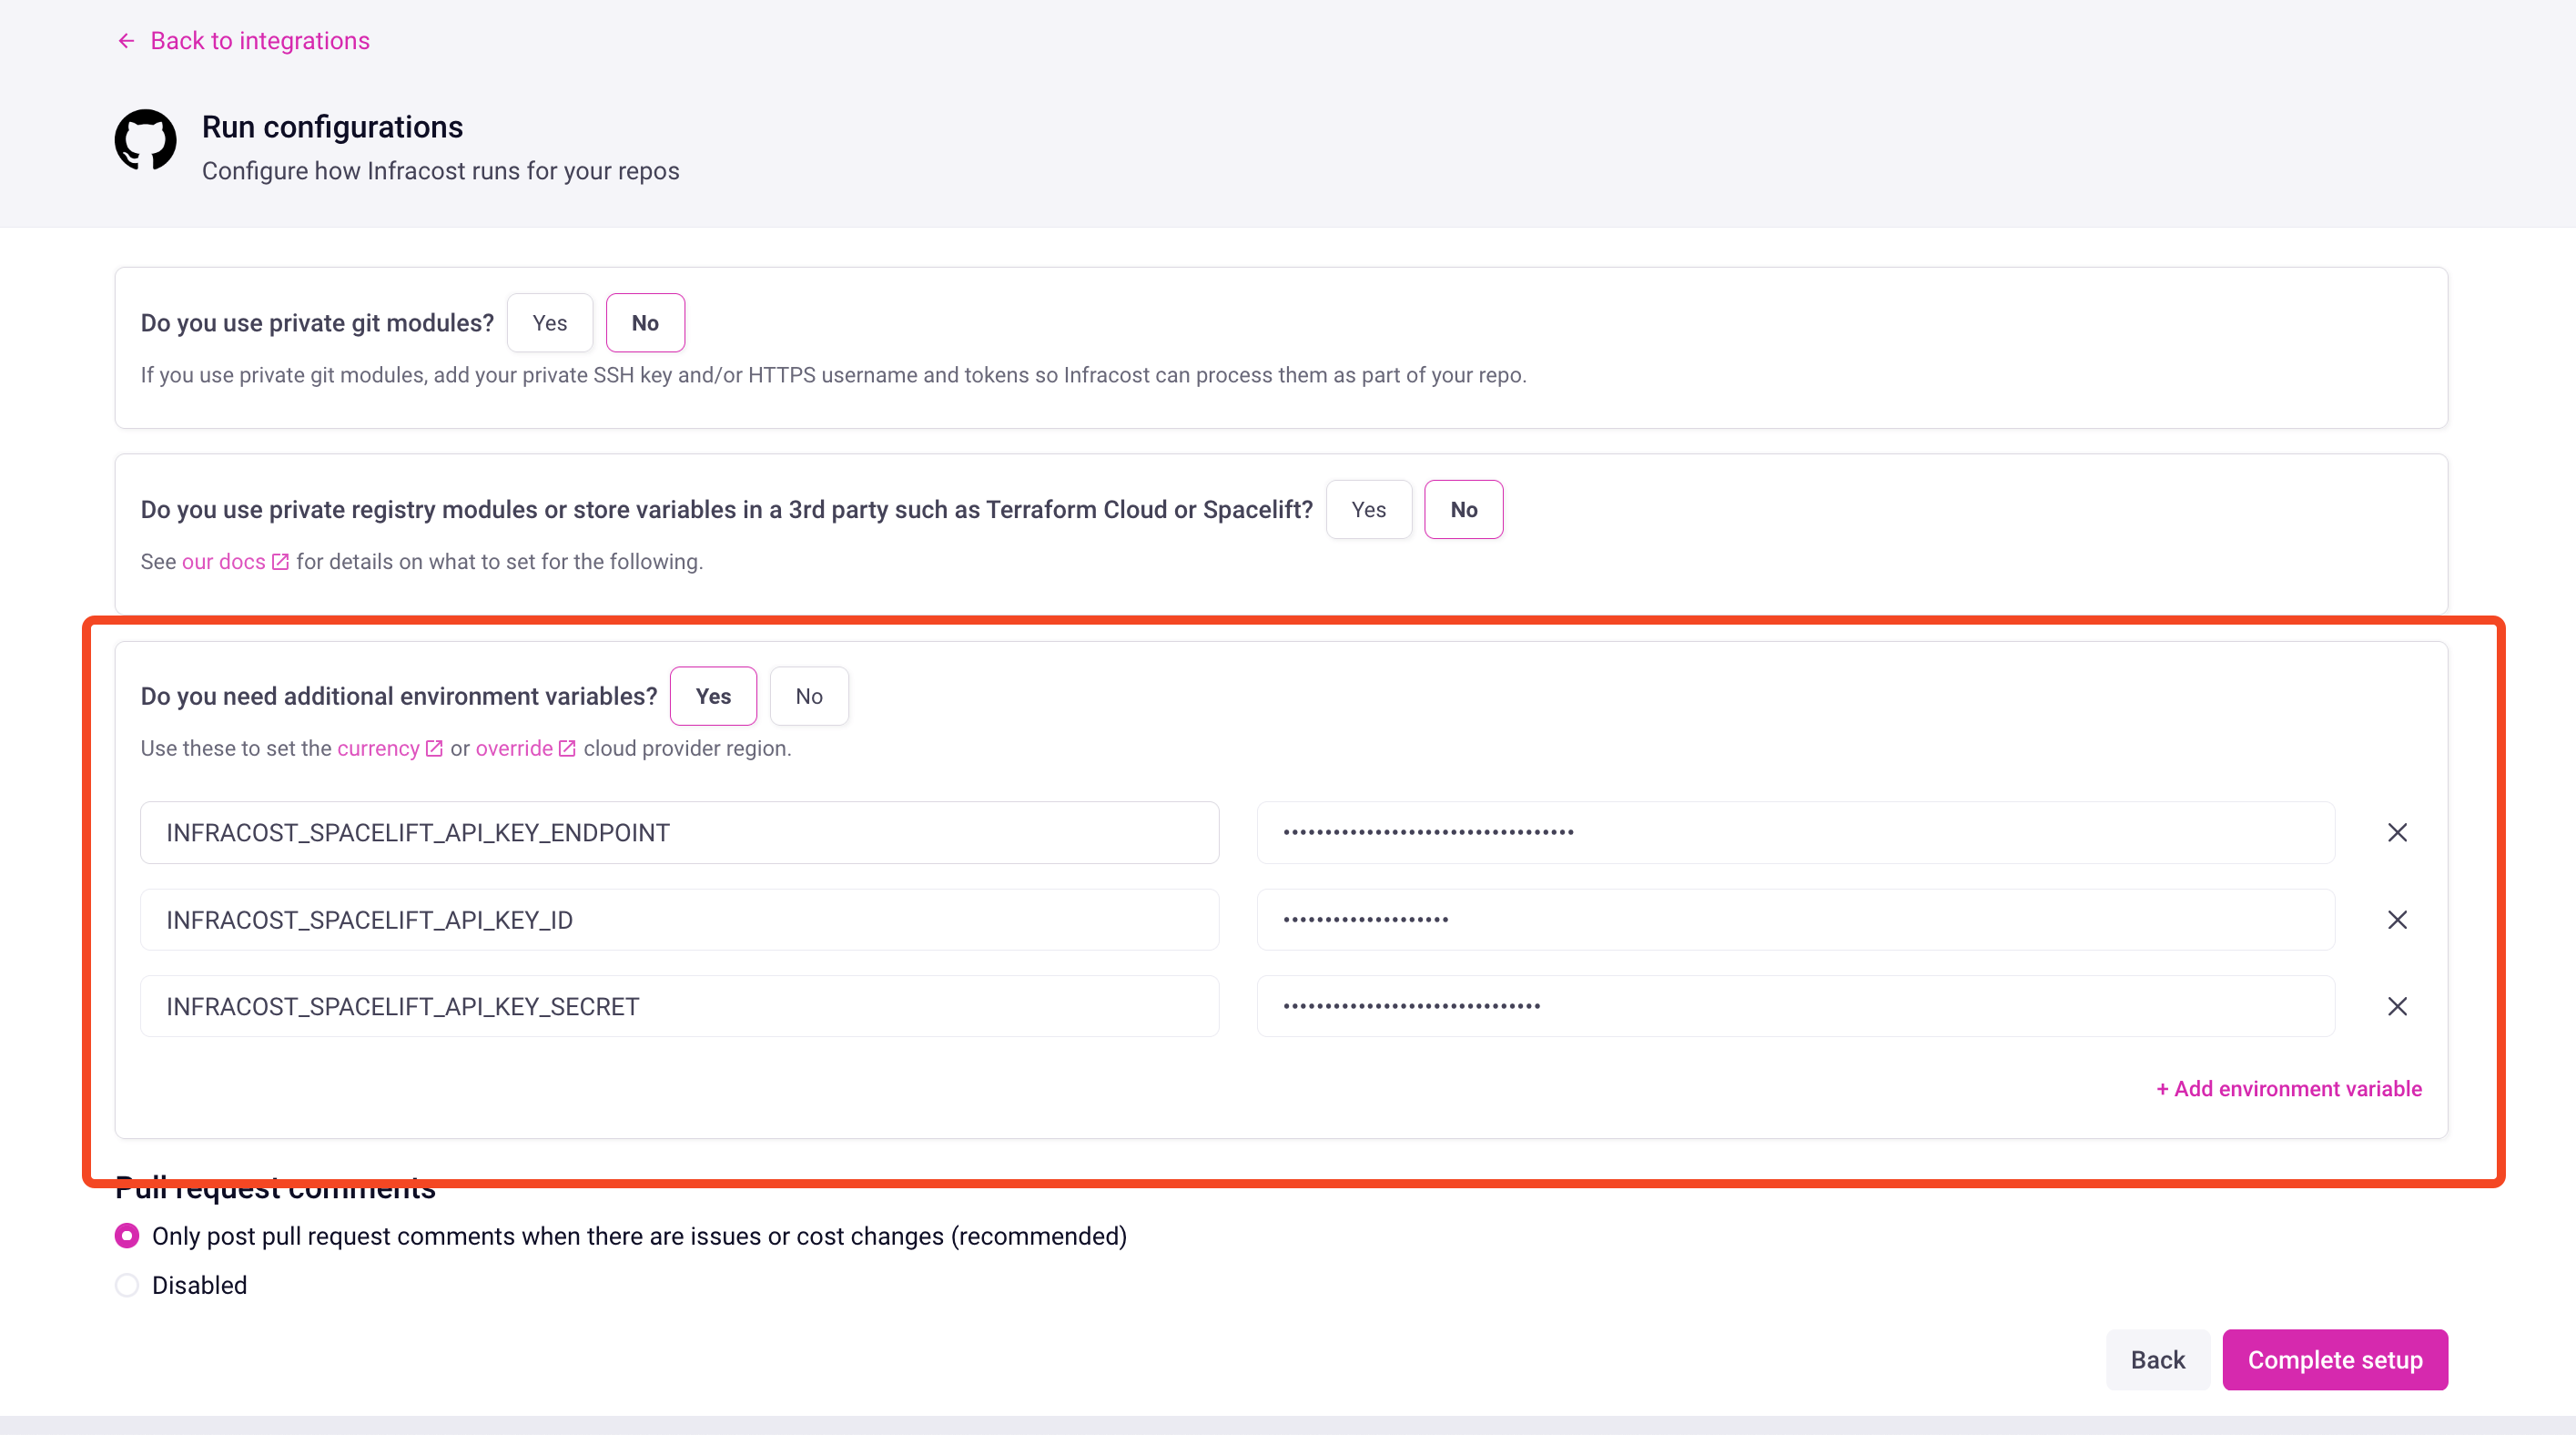 Back to integrations
Run configurations
Configure how Infracost runs for your repos
Do you use private git modules? Yes No
If you use private git modules, add your private SSH key and/or HTTPS username and tokens so Infracost can process them as part of your repo.
Do you use private registry modules or store variables in a 3rd party such as Terraform Cloud or Spacelift? Yes No
See our docs for details on what to set for the following.
Do you need additional environment variables? Yes No
Use these to set the currency or override cloud provider region.
INFRACOST_SPACELIFT_API_KEY_ENDPOINT
INFRACOST_SPACELIFT_API_KEY_ID
INFRACOST_SPACELIFT_API_KEY_SECRET
+ Add environment variable
Pull request comments
Only post pull request comments when there are issues or cost changes (recommended)
Disabled
Back Complete setup